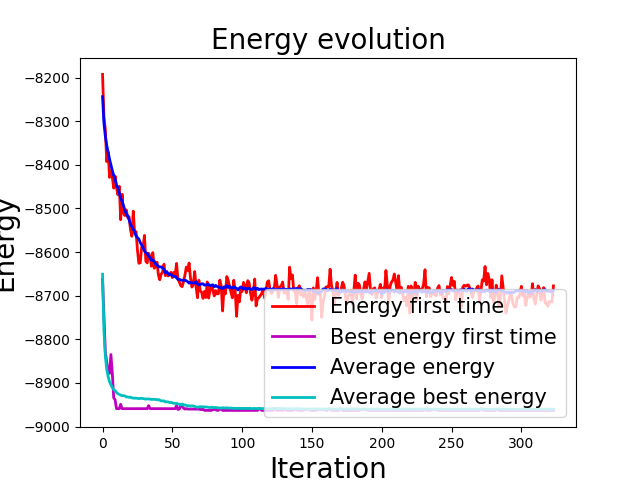 Energy evolution
Energy
−8200
−8300
−8400
−8500
−8600
−8700
−8800
−8900
−9000
Energy first time
Best energy first time
Average energy
Average best energy
0
50
100
150
200
250
300
Iteration